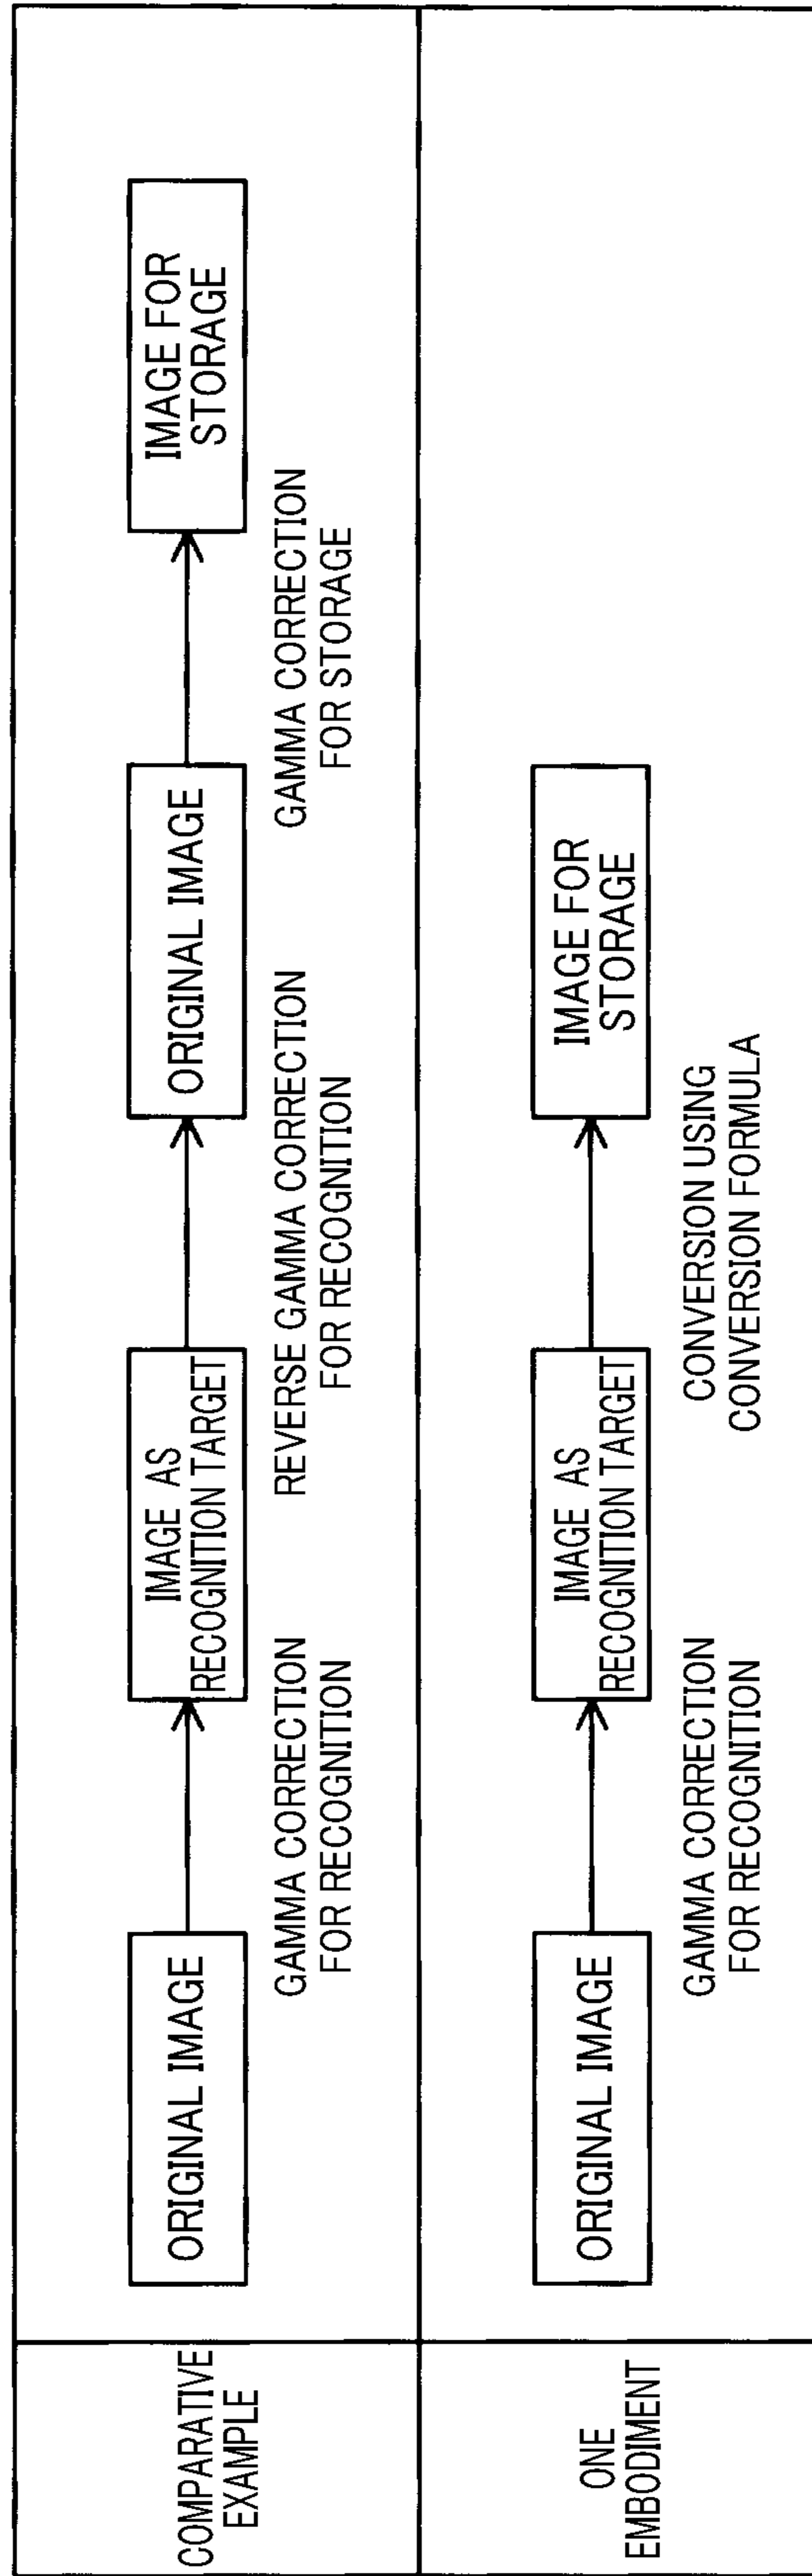 COMPARATIVE
EXAMPLE
ORIGINAL IMAGE
GAMMA CORRECTION
FOR RECOGNITION
IMAGE AS
RECOGNITION TARGET
REVERSE GAMMA CORRECTION
FOR RECOGNITION
ORIGINAL IMAGE
GAMMA CORRECTION
FOR STORAGE
IMAGE FOR
STORAGE
ONE
EMBODIMENT
ORIGINAL IMAGE
GAMMA CORRECTION
FOR RECOGNITION
IMAGE AS
RECOGNITION TARGET
CONVERSION USING
CONVERSION FORMULA
IMAGE FOR
STORAGE